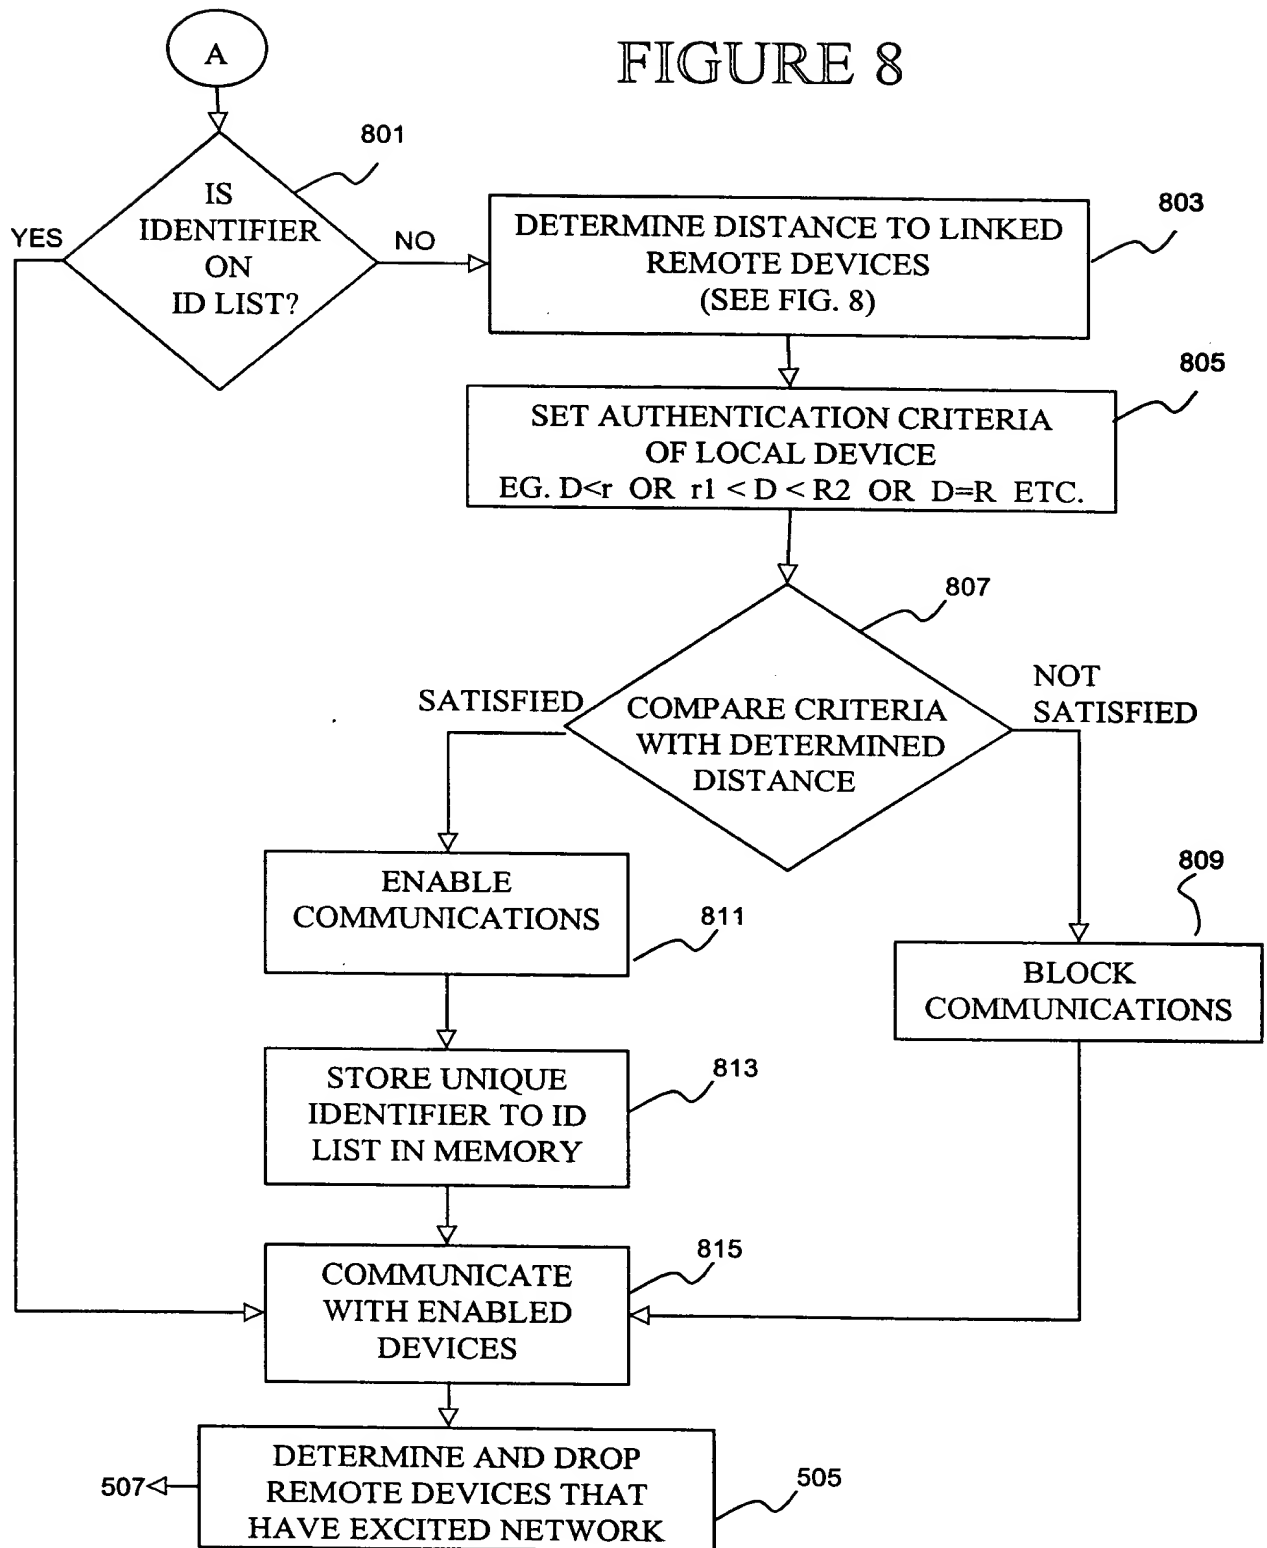 FIGURE 8
A
801
IS
IDENTIFIER
ON
ID LIST?
YES
NO
803
DETERMINE DISTANCE TO LINKED
REMOTE DEVICES
(SEE FIG. 8)
805
SET AUTHENTICATION CRITERIA
OF LOCAL DEVICE
EG. D<r OR r1 < D < R2 OR D=R ETC.
807
COMPARE CRITERIA
WITH DETERMINED
DISTANCE
SATISFIED
NOT
SATISFIED
809
BLOCK
COMMUNICATIONS
ENABLE
COMMUNICATIONS
811
STORE UNIQUE
IDENTIFIER TO ID
LIST IN MEMORY
813
COMMUNICATE
WITH ENABLED
DEVICES
815
DETERMINE AND DROP
REMOTE DEVICES THAT
HAVE EXCITED NETWORK
505
507